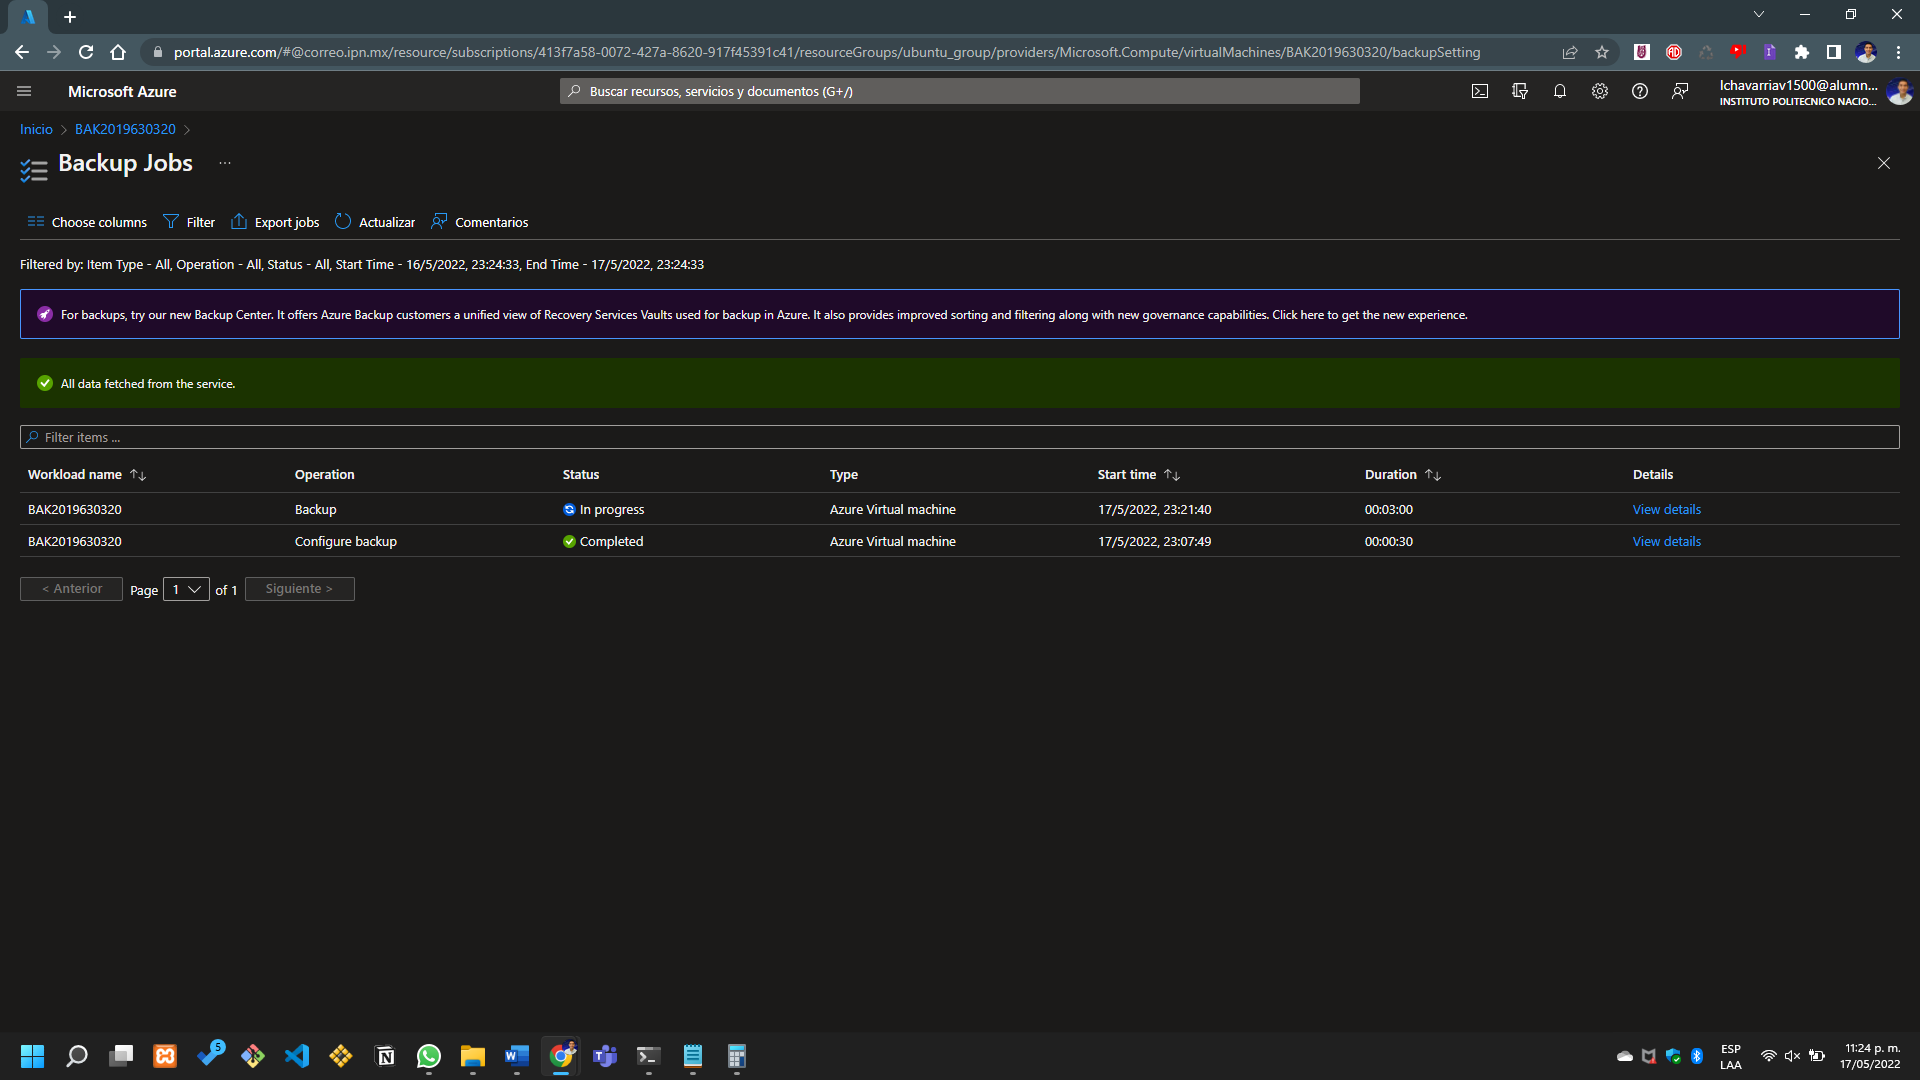 portal.azure.com/#@correo.ipn.mx/resource/subscriptions/413f7a58-0072-427a-8620-917f45391c41/resourceGroups/ubuntu_group/providers/Microsoft.Compute/virtualMachines/BAK2019630320/backupSetting
Microsoft Azure
Buscar recursos, servicios y documentos (G+/)
lchavarriav1500@alumn...
INSTITUTO POLITECNICO NACIO...
Inicio > BAK2019630320 >
Backup Jobs ...
Choose columns Filter Export jobs Actualizar Comentarios
Filtered by: Item Type - All, Operation - All, Status - All, Start Time - 16/5/2022, 23:24:33, End Time - 17/5/2022, 23:24:33
For backups, try our new Backup Center. It offers Azure Backup customers a unified view of Recovery Services Vaults used for backup in Azure. It also provides improved sorting and filtering along with new governance capabilities. Click here to get the new experience.
All data fetched from the service.
Filter items ...
Workload name Operation Status Type Start time Duration Details
BAK2019630320 Backup In progress Azure Virtual machine 17/5/2022, 23:21:40 00:03:00 View details
BAK2019630320 Configure backup Completed Azure Virtual machine 17/5/2022, 23:07:49 00:00:30 View details
< Anterior Page 1 of 1 Siguiente >
5
ESP
LAA
11:24 p. m.
17/05/2022